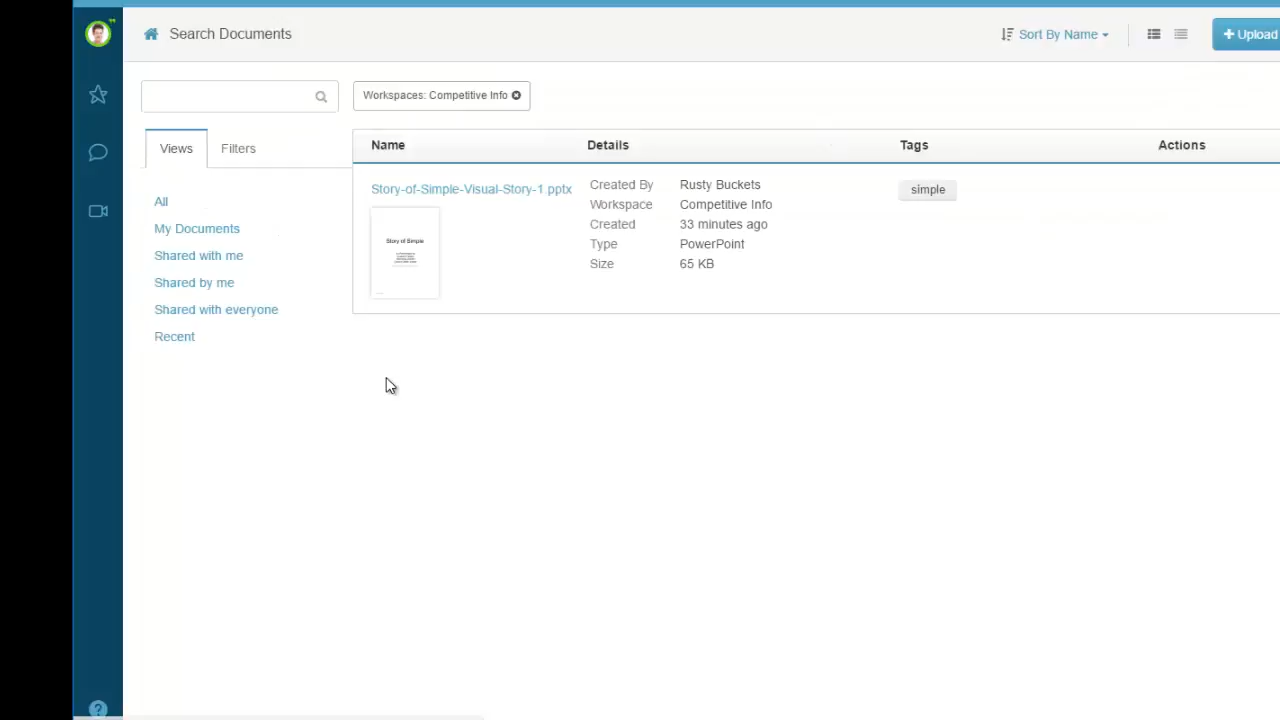 Search Documents
Sort By Name
+ Upload
Workspaces: Competitive Info
Views Filters
Name Details Tags Actions
All
My Documents
Shared with me
Shared by me
Shared with everyone
Recent
Story-of-Simple-Visual-Story-1.pptx
Story of Simple
Created By Rusty Buckets
Workspace Competitive Info
Created 33 minutes ago
Type PowerPoint
Size 65 KB
simple
?